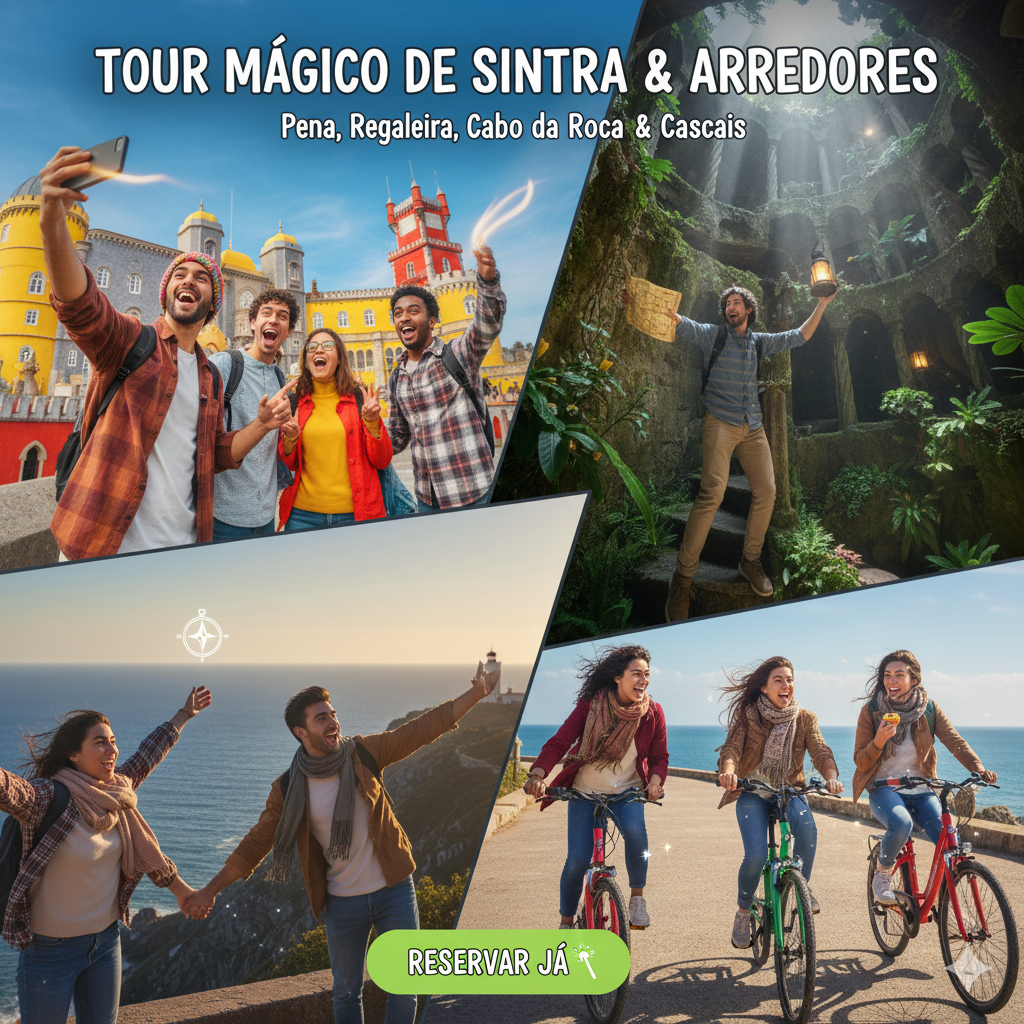 TOUR MÁGICO DE SINTRA & ARREDORES
Pena, Regaleira, Cabo da Roca & Cascais
RESERVAR JÁ